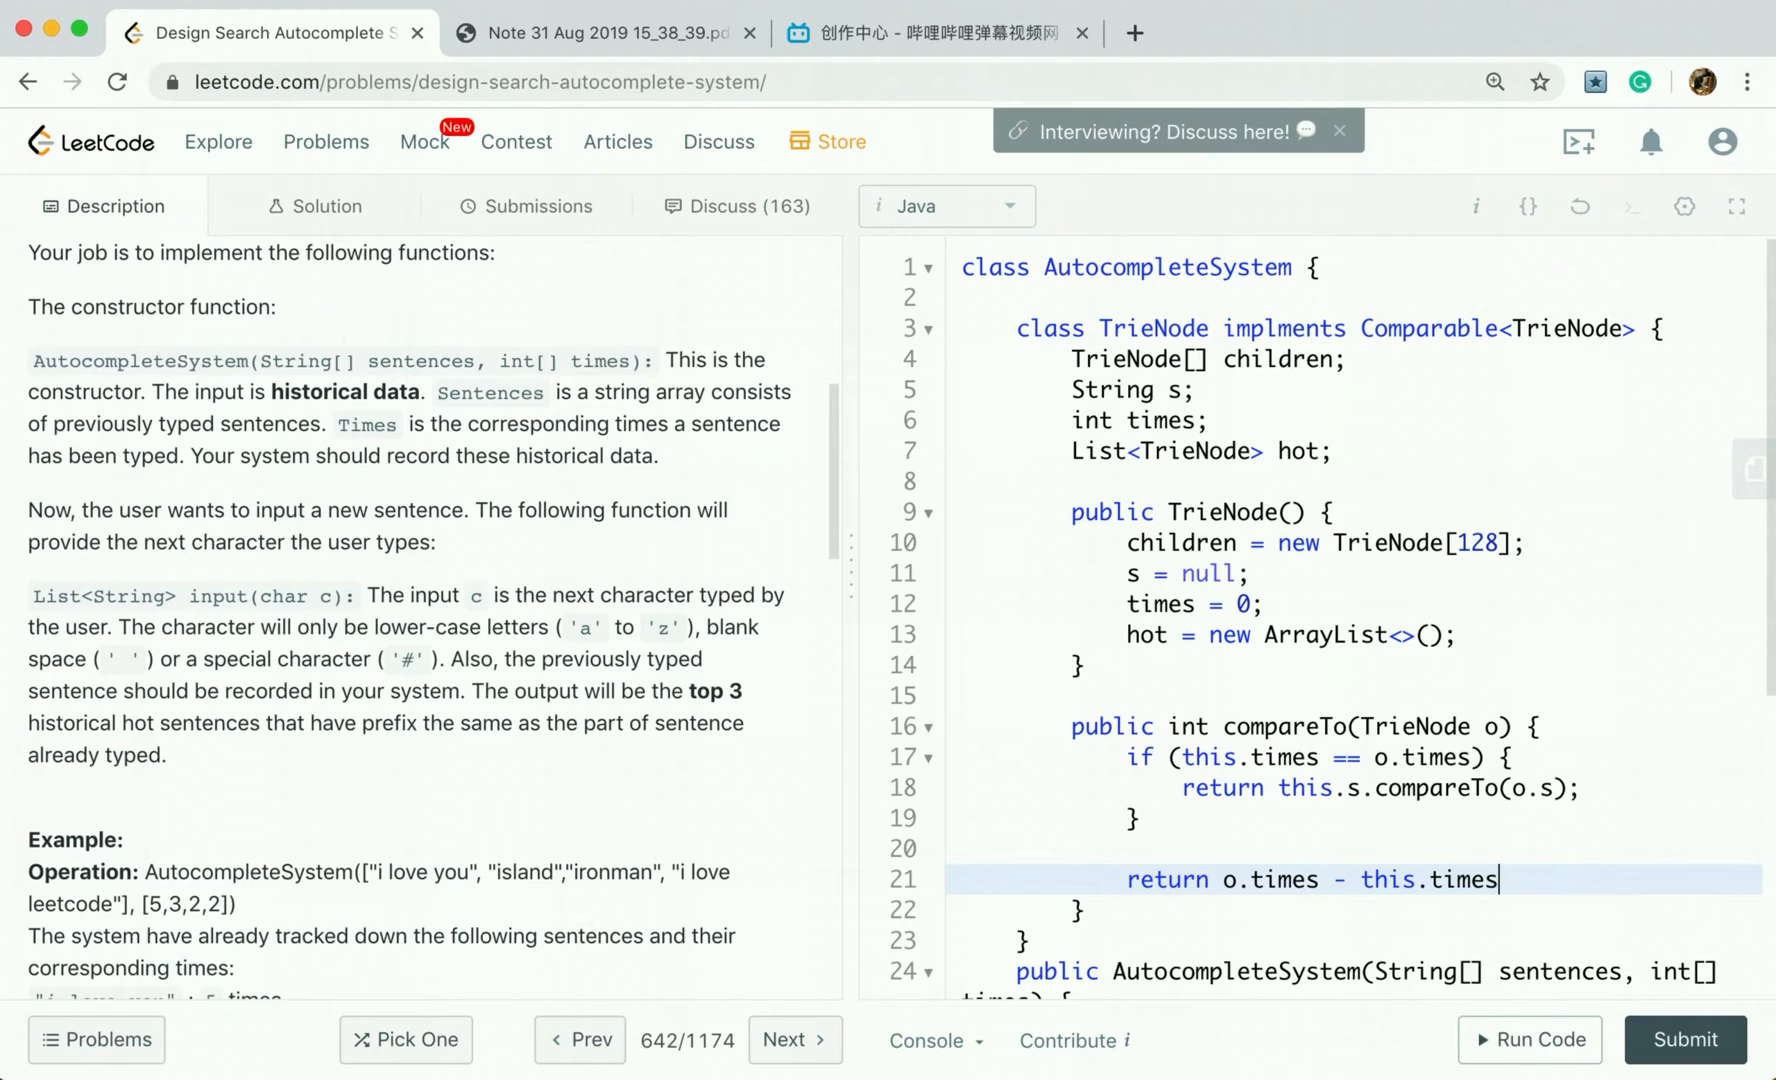 Design Search Autocomplete S
Note 31 Aug 2019 15_38_39.pd
创作中心 - 哔哩哔哩弹幕视频网
leetcode.com/problems/design-search-autocomplete-system/
LeetCode
Explore
Problems
Mock
New
Contest
Articles
Discuss
Store
Interviewing? Discuss here! 💬
Description
Solution
Submissions
Discuss (163)
i Java
Your job is to implement the following functions:
The constructor function:
AutocompleteSystem(String[] sentences, int[] times): This is the
constructor. The input is historical data. Sentences is a string array consists
of previously typed sentences. Times is the corresponding times a sentence
has been typed. Your system should record these historical data.
Now, the user wants to input a new sentence. The following function will
provide the next character the user types:
List<String> input(char c): The input c is the next character typed by
the user. The character will only be lower-case letters ( 'a' to 'z' ), blank
space ( ' ' ) or a special character ( '#' ). Also, the previously typed
sentence should be recorded in your system. The output will be the top 3
historical hot sentences that have prefix the same as the part of sentence
already typed.
Example:
Operation: AutocompleteSystem(["i love you", "island","ironman", "i love
leetcode"], [5,3,2,2])
The system have already tracked down the following sentences and their
corresponding times:
1 class AutocompleteSystem {
2
3 class TrieNode implments Comparable<TrieNode> {
4 TrieNode[] children;
5 String s;
6 int times;
7 List<TrieNode> hot;
8
9 public TrieNode() {
10 children = new TrieNode[128];
11 s = null;
12 times = 0;
13 hot = new ArrayList<>();
14 }
15
16 public int compareTo(TrieNode o) {
17 if (this.times == o.times) {
18 return this.s.compareTo(o.s);
19 }
20
21 return o.times - this.times
22 }
23 }
24 public AutocompleteSystem(String[] sentences, int[]
times) {
Problems
Pick One
Prev
642/1174
Next
Console
Contribute i
Run Code
Submit